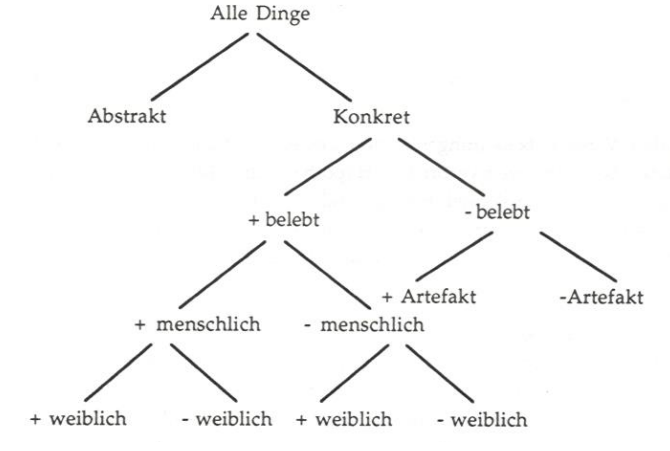 Alle Dinge
Abstrakt
Konkret
+ belebt
- belebt
+ Artefakt
-Artefakt
+ menschlich
- menschlich
+ weiblich
- weiblich
+ weiblich
- weiblich